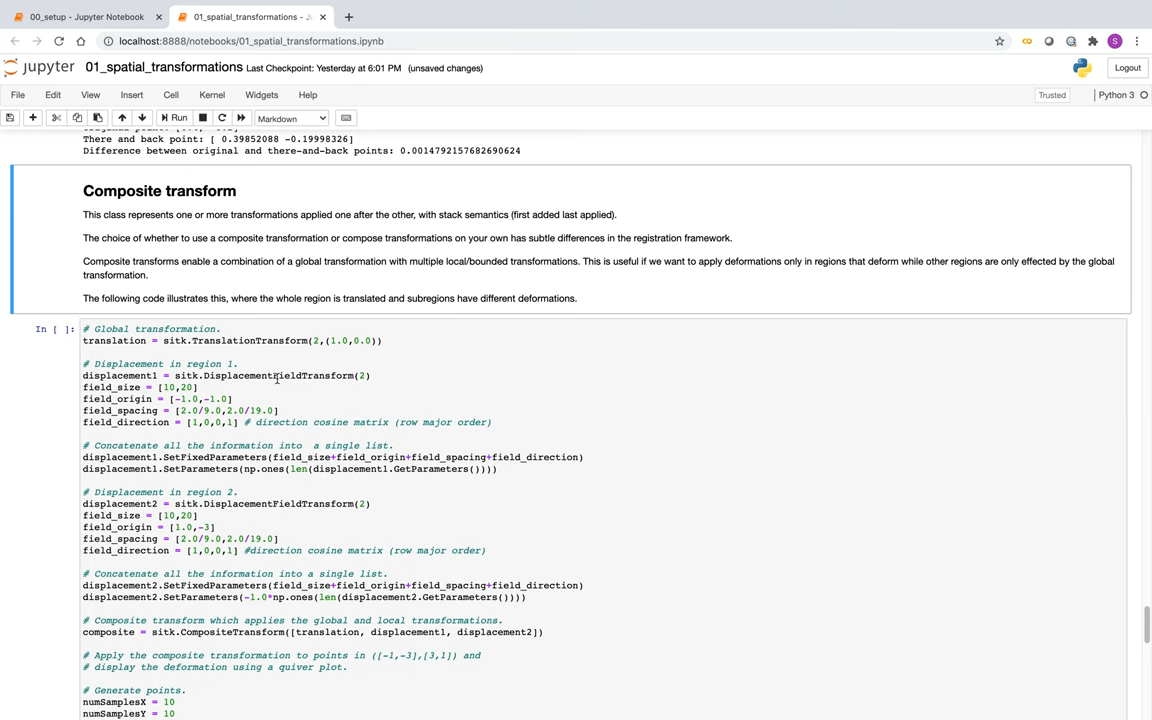 00_setup - Jupyter Notebook
01_spatial_transformations - Ju
localhost:8888/notebooks/01_spatial_transformations.ipynb
S
jupyter 01_spatial_transformations Last Checkpoint: Yesterday at 6:01 PM (unsaved changes)
Logout
File Edit View Insert Cell Kernel Widgets Help
Trusted
Python 3
Run
Markdown
There and back point: [ 0.39852088 -0.19998326]
Difference between original and there-and-back points: 0.0014792157682690624
Composite transform
This class represents one or more transformations applied one after the other, with stack semantics (first added last applied).
The choice of whether to use a composite transformation or compose transformations on your own has subtle differences in the registration framework.
Composite transforms enable a combination of a global transformation with multiple local/bounded transformations. This is useful if we want to apply deformations only in regions that deform while other regions are only effected by the global
transformation.
The following code illustrates this, where the whole region is translated and subregions have different deformations.
In [ ]:
# Global transformation.
translation = sitk.TranslationTransform(2,(1.0,0.0))
# Displacement in region 1.
displacement1 = sitk.DisplacementFieldTransform(2)
field_size = [10,20]
field_origin = [-1.0,-1.0]
field_spacing = [2.0/9.0,2.0/19.0]
field_direction = [1,0,0,1] # direction cosine matrix (row major order)
# Concatenate all the information into  a single list.
displacement1.SetFixedParameters(field_size+field_origin+field_spacing+field_direction)
displacement1.SetParameters(np.ones(len(displacement1.GetParameters())))
# Displacement in region 2.
displacement2 = sitk.DisplacementFieldTransform(2)
field_size = [10,20]
field_origin = [1.0,-3]
field_spacing = [2.0/9.0,2.0/19.0]
field_direction = [1,0,0,1] #direction cosine matrix (row major order)
# Concatenate all the information into a single list.
displacement2.SetFixedParameters(field_size+field_origin+field_spacing+field_direction)
displacement2.SetParameters(-1.0*np.ones(len(displacement2.GetParameters())))
# Composite transform which applies the global and local transformations.
composite = sitk.CompositeTransform([translation, displacement1, displacement2])
# Apply the composite transformation to points in ([-1,-3],[3,1]) and
# display the deformation using a quiver plot.
# Generate points.
numSamplesX = 10
numSamplesY = 10